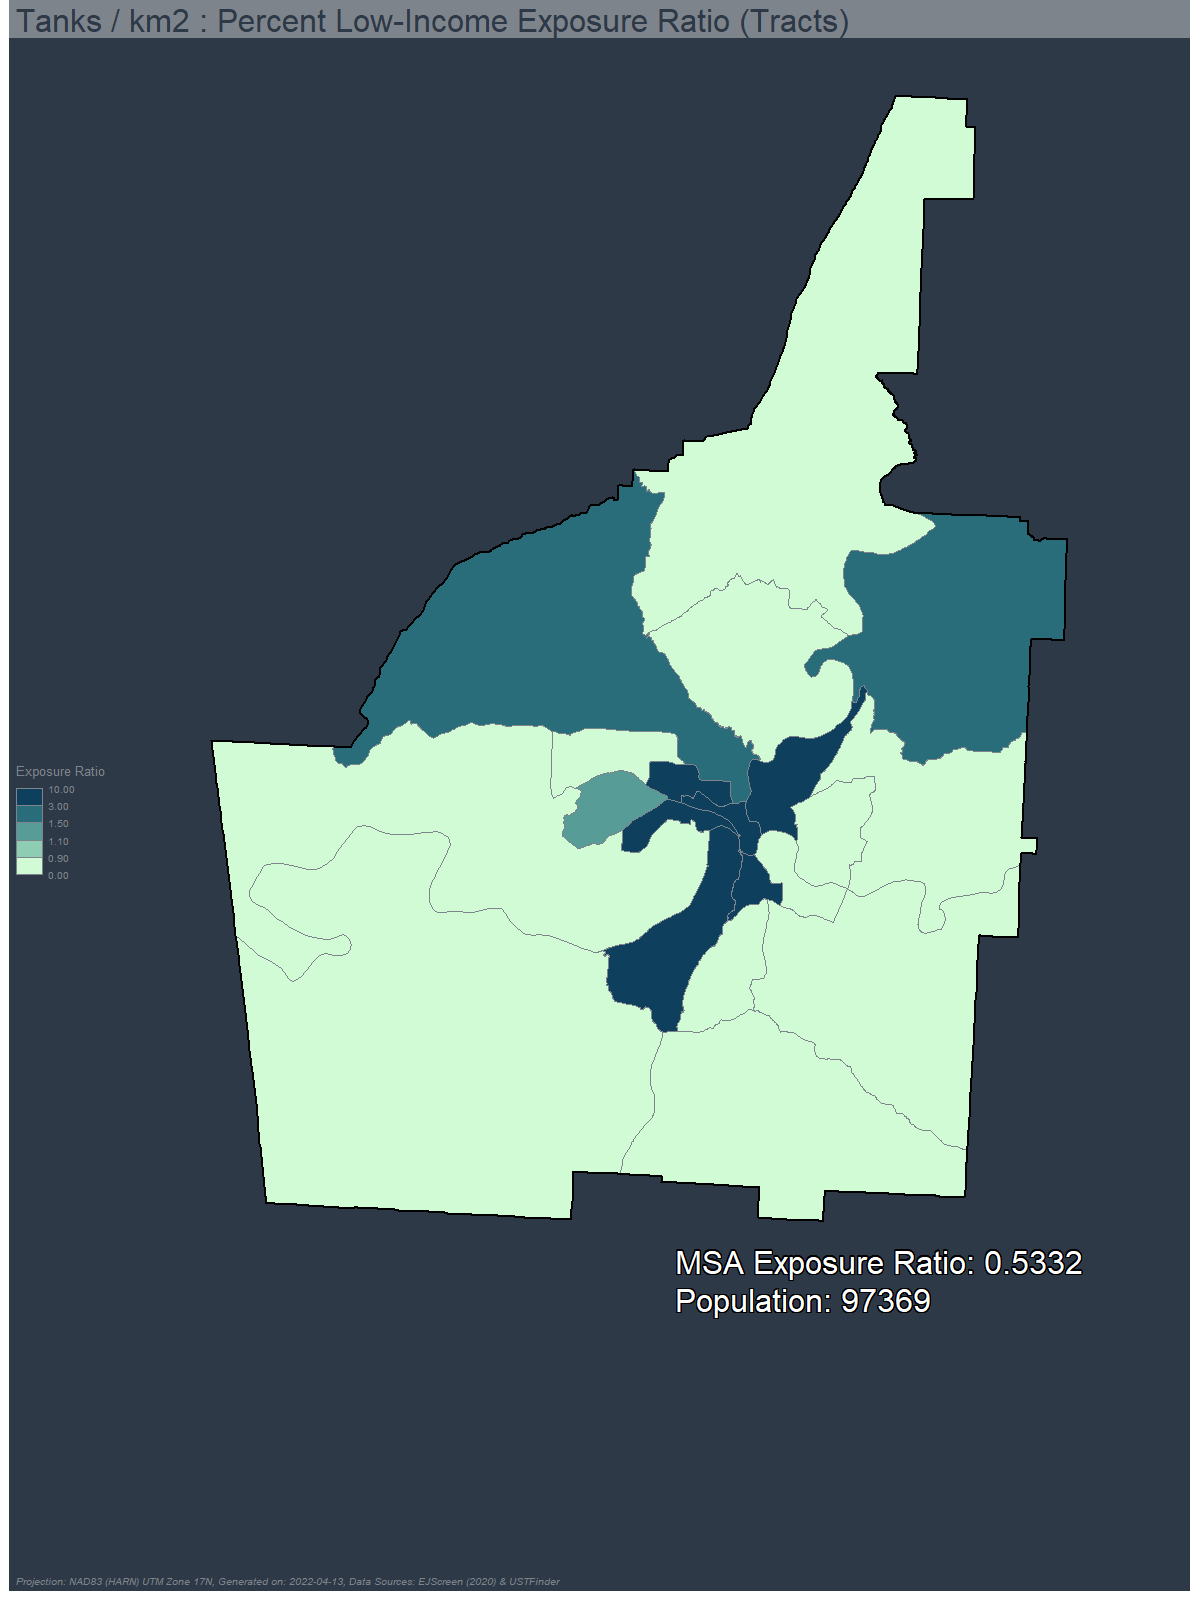 Tanks / km2 : Percent Low-Income Exposure Ratio (Tracts)
Exposure Ratio
10.00
3.00
1.50
1.10
0.90
0.00
MSA Exposure Ratio: 0.5332
Population: 97369
Projection: NAD83 (HARN) UTM Zone 17N, Generated on: 2022-04-13, Data Sources: EJScreen (2020) & USTFinder